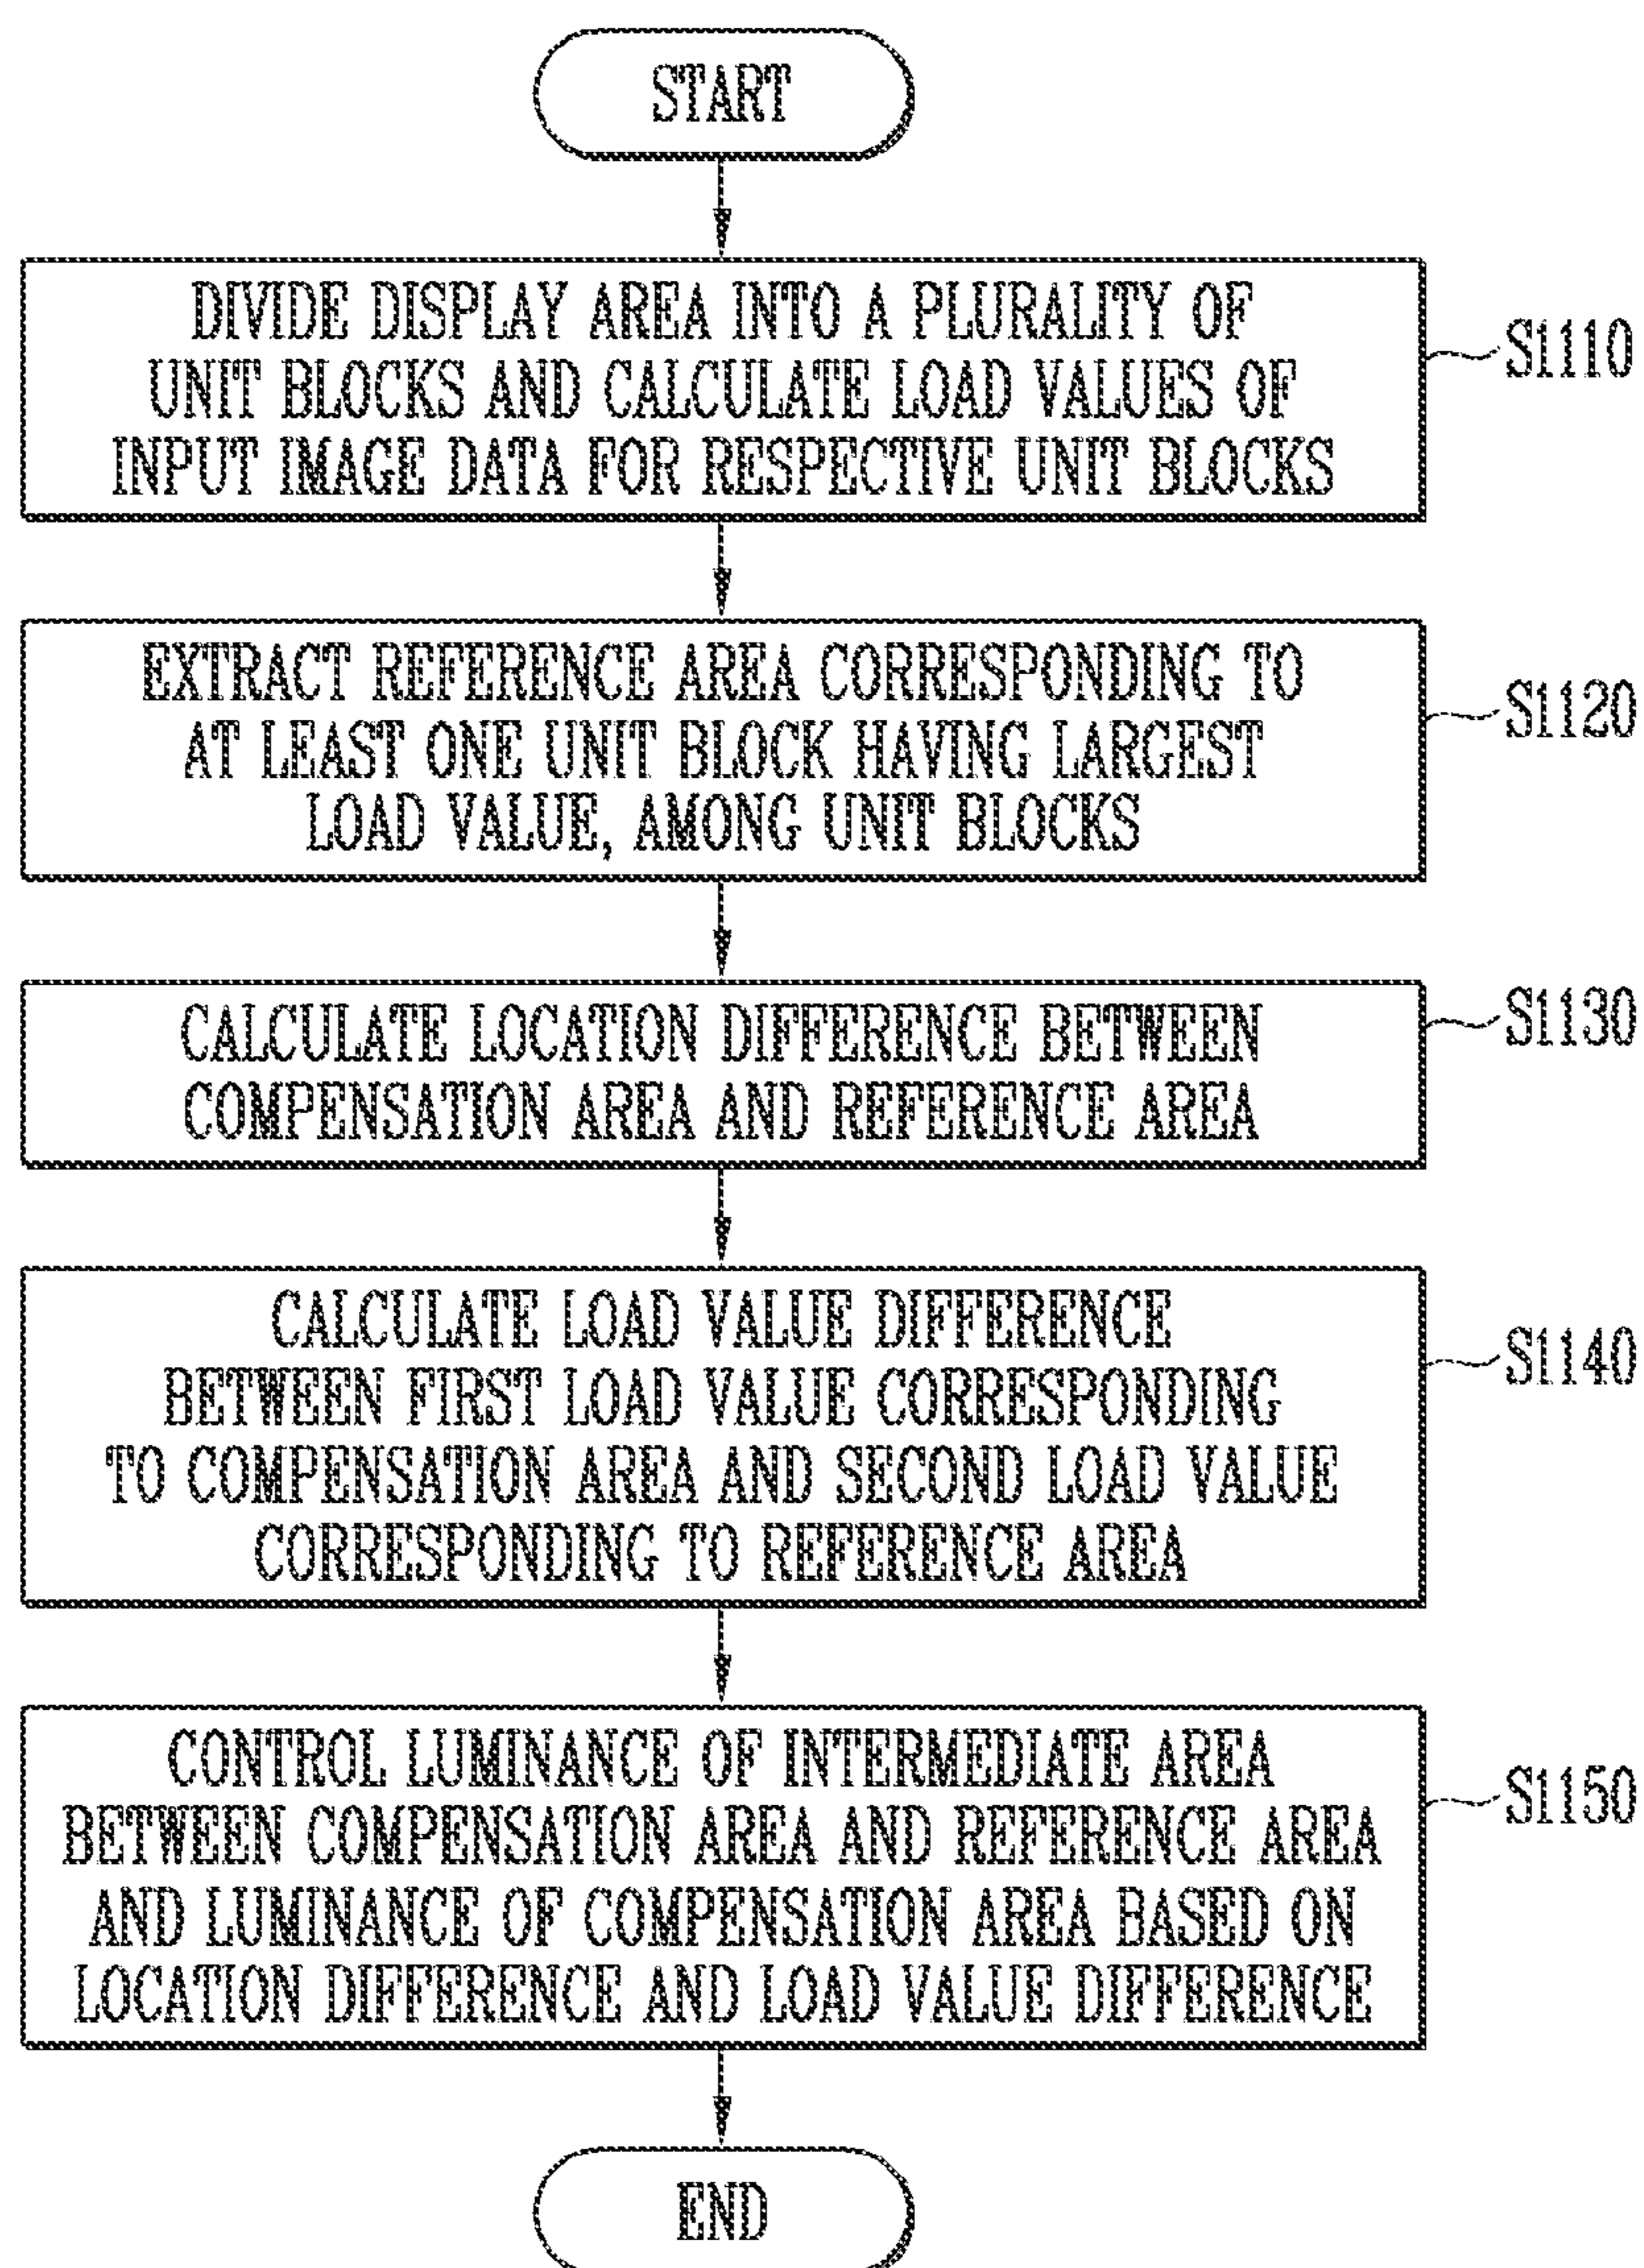 START
DIVIDE DISPLAY AREA INTO A PLURALITY OF
UNIT BLOCKS AND CALCULATE LOAD VALUES OF
INPUT IMAGE DATA FOR RESPECTIVE UNIT BLOCKS
S1110
EXTRACT REFERENCE AREA CORRESPONDING TO
AT LEAST ONE UNIT BLOCK HAVING LARGEST
LOAD VALUE, AMONG UNIT BLOCKS
S1120
CALCULATE LOCATION DIFFERENCE BETWEEN
COMPENSATION AREA AND REFERENCE AREA
S1130
CALCULATE LOAD VALUE DIFFERENCE
BETWEEN FIRST LOAD VALUE CORRESPONDING
TO COMPENSATION AREA AND SECOND LOAD VALUE
CORRESPONDING TO REFERENCE AREA
S1140
CONTROL LUMINANCE OF INTERMEDIATE AREA
BETWEEN COMPENSATION AREA AND REFERENCE AREA
AND LUMINANCE OF COMPENSATION AREA BASED ON
LOCATION DIFFERENCE AND LOAD VALUE DIFFERENCE
S1150
END